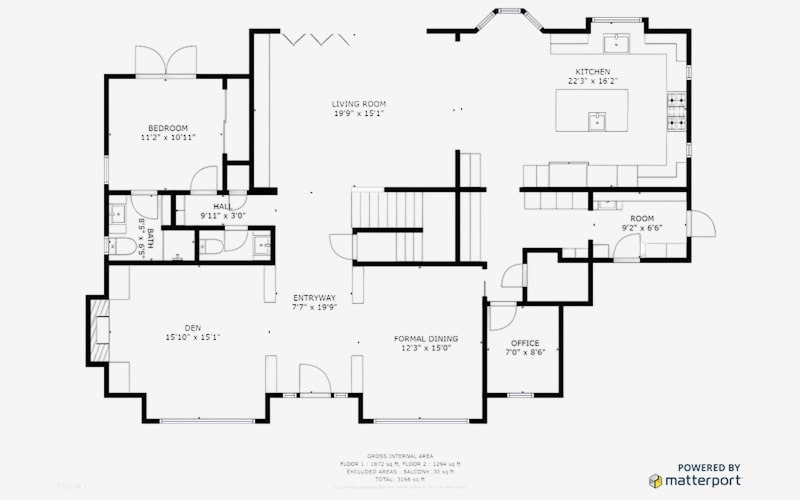 KITCHEN
22'3" x 16'2"
LIVING ROOM
19'9" x 15'1"
BEDROOM
11'2" x 10'11"
HALL
9'11" x 3'0"
BATH
8'5" x 6'5"
ROOM
9'2" x 6'6"
ENTRYWAY
7'7" x 19'9"
DEN
15'10" x 15'1"
FORMAL DINING
12'3" x 15'0"
OFFICE
7'0" x 8'6"
GROSS INTERNAL AREA
FLOOR 1 : 1872 sq ft, FLOOR 2 : 1294 sq ft
EXCLUDED AREAS : BALCONY: 30 sq ft
TOTAL: 3166 sq ft
FLOOR 1
POWERED BY
matterport